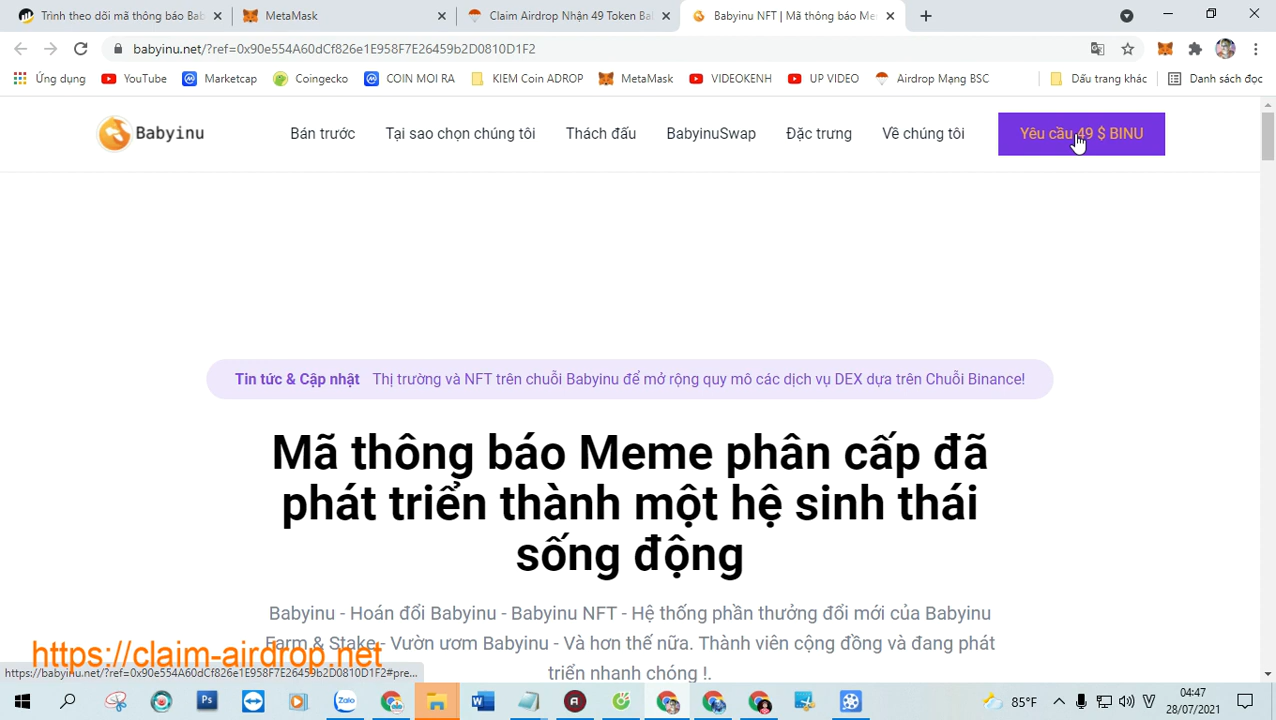 Trình theo dõi mã thông báo Bab
MetaMask
Claim Airdrop Nhận 49 Token Bal
Babyinu NFT | Mã thông báo Me
babyinu.net/?ref=0x90e554A60dCf826e1E958F7E26459b2D0810D1F2
Ứng dụng
YouTube
Marketcap
Coingecko
COIN MOI RA
KIEM Coin ADROP
MetaMask
VIDEOKENH
UP VIDEO
Airdrop Mạng BSC
Dấu trang khác
Danh sách đọc
Babyinu
Bán trước
Tại sao chọn chúng tôi
Thách đấu
BabyinuSwap
Đặc trưng
Về chúng tôi
Yêu cầu 49 $ BINU
Tin tức & Cập nhật Thị trường và NFT trên chuỗi Babyinu để mở rộng quy mô các dịch vụ DEX dựa trên Chuỗi Binance!
Mã thông báo Meme phân cấp đã
phát triển thành một hệ sinh thái
sống động
Babyinu - Hoán đổi Babyinu - Babyinu NFT - Hệ thống phần thưởng đổi mới của Babyinu
Farm & Stake - Vườn ươm Babyinu - Và hơn thế nữa. Thành viên cộng đồng và đang phát
triển nhanh chóng !.
https://claim-airdrop.net
https://babyinu.net/?ref=0x90e554A60dCf826e1E958F7E26459b2D0810D1F2#pre...
Zalo
85°F
04:47
28/07/2021